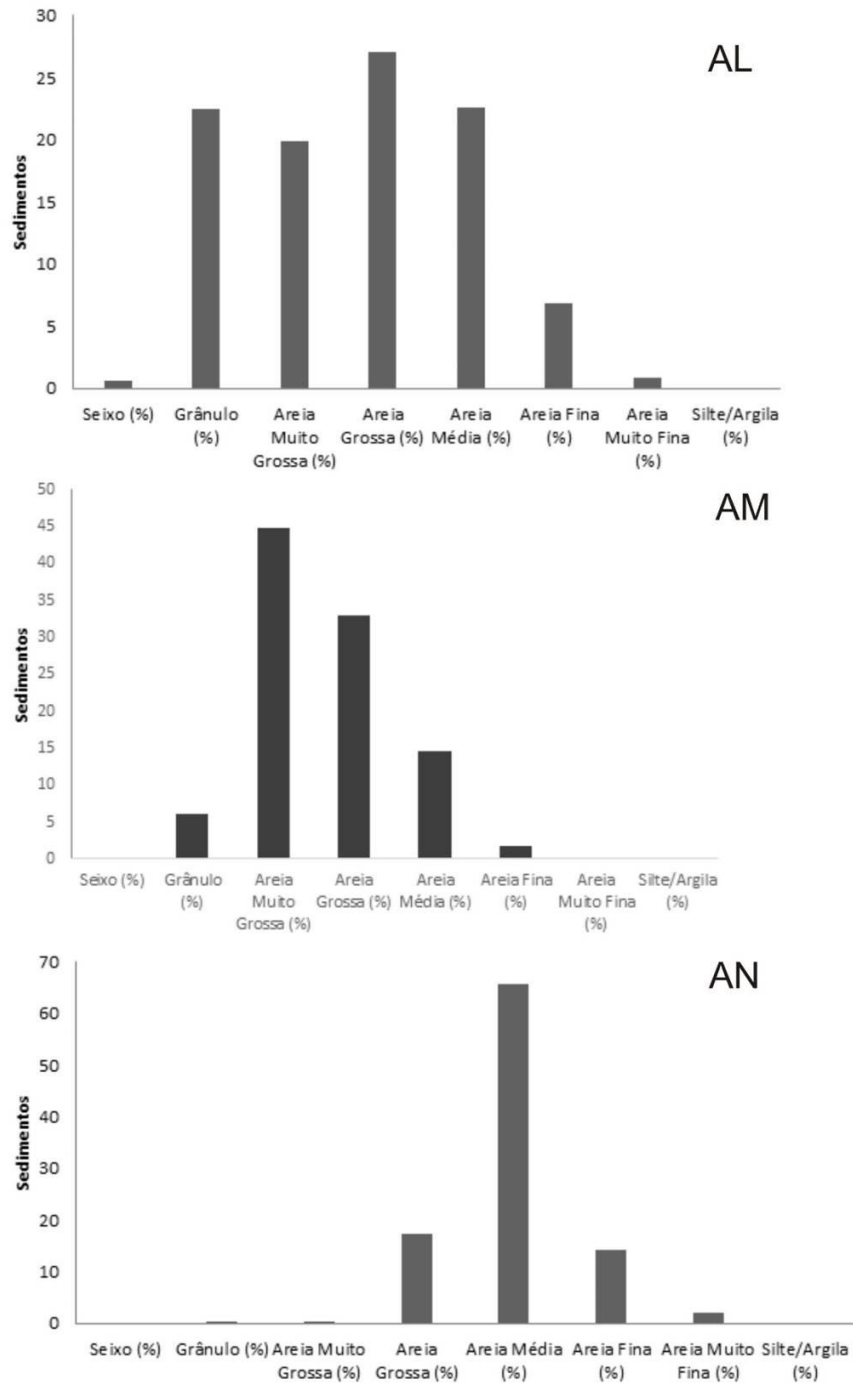 AL
30
25
20
15
10
5
0
Sedimentos
Seixo (%) Grânulo (%) Areia Muito Grossa (%) Areia Grossa (%) Areia Média (%) Areia Fina (%) Areia Muito Fina (%) Silte/Argila (%)
AM
50
45
40
35
30
25
20
15
10
5
0
Sedimentos
Seixo (%) Grânulo (%) Areia Muito Grossa (%) Areia Grossa (%) Areia Média (%) Areia Fina (%) Areia Muito Fina (%) Silte/Argila (%)
AN
70
60
50
40
30
20
10
0
Sedimentos
Seixo (%) Grânulo (%) Areia Muito Grossa (%) Areia Grossa (%) Areia Média (%) Areia Fina (%) Areia Muito Fina (%) Silte/Argila (%)